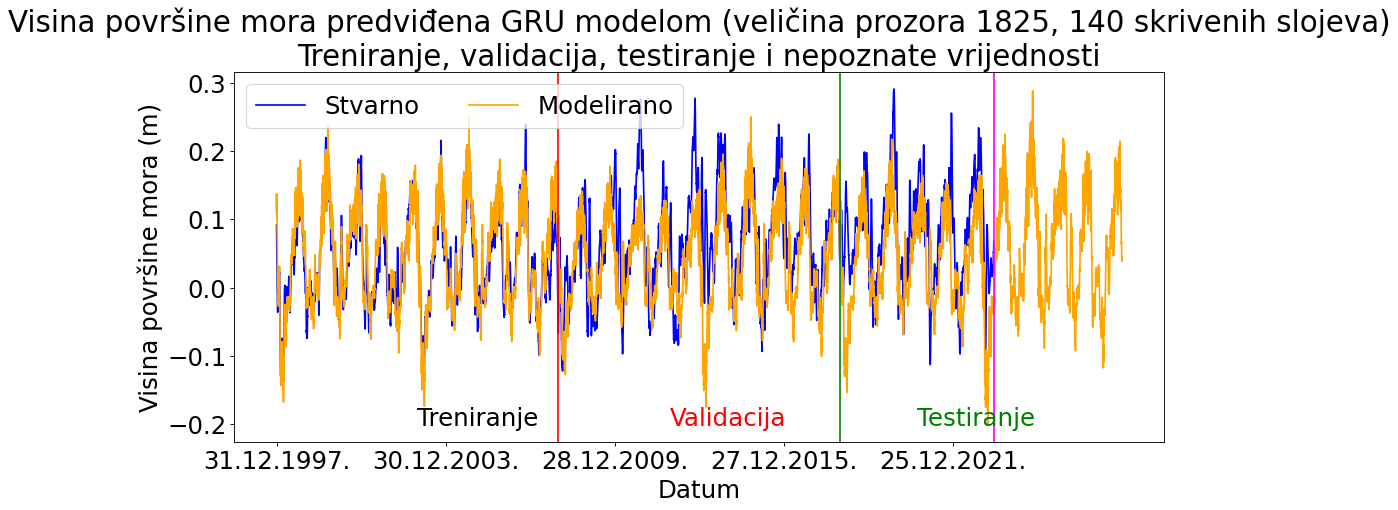 Visina površine mora predviđena GRU modelom (veličina prozora 1825, 140 skrivenih slojeva)
Treniranje, validacija, testiranje i nepoznate vrijednosti
Stvarno Modelirano
Visina površine mora (m)
0.3
0.2
0.1
0.0
−0.1
−0.2
Treniranje Validacija Testiranje
31.12.1997. 30.12.2003. 28.12.2009. 27.12.2015. 25.12.2021.
Datum